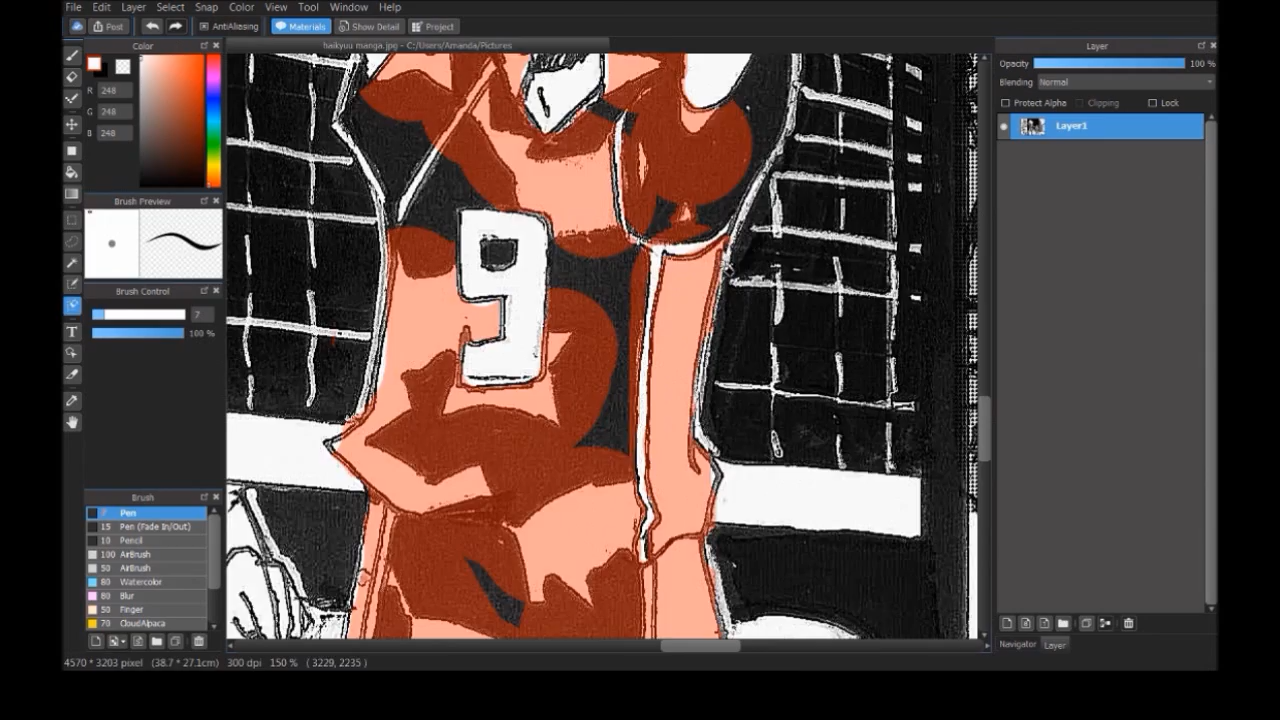 File Edit View Layer Select Snap Color View Tool Window Help
Post AntiAliasing Materials Show Detail Project
Color haikyuu manga.jpg - C:/Users/Amanda/Pictures Layer
Opacity 100 %
Blending Normal
R 248
Protect Alpha Clipping Lock
G 248
Layer1
B 248
Brush Preview
9
Brush Control
7
100 %
Brush
7 Pen
15 Pen (Fade In/Out)
10 Pencil
100 AirBrush
50 AirBrush
80 Watercolor
80 Blur
50 Finger
70 CloudAlpaca
Navigator Layer
4570 * 3203 pixel (38.7 * 27.1cm) 300 dpi 150 % ( 3229, 2235 )